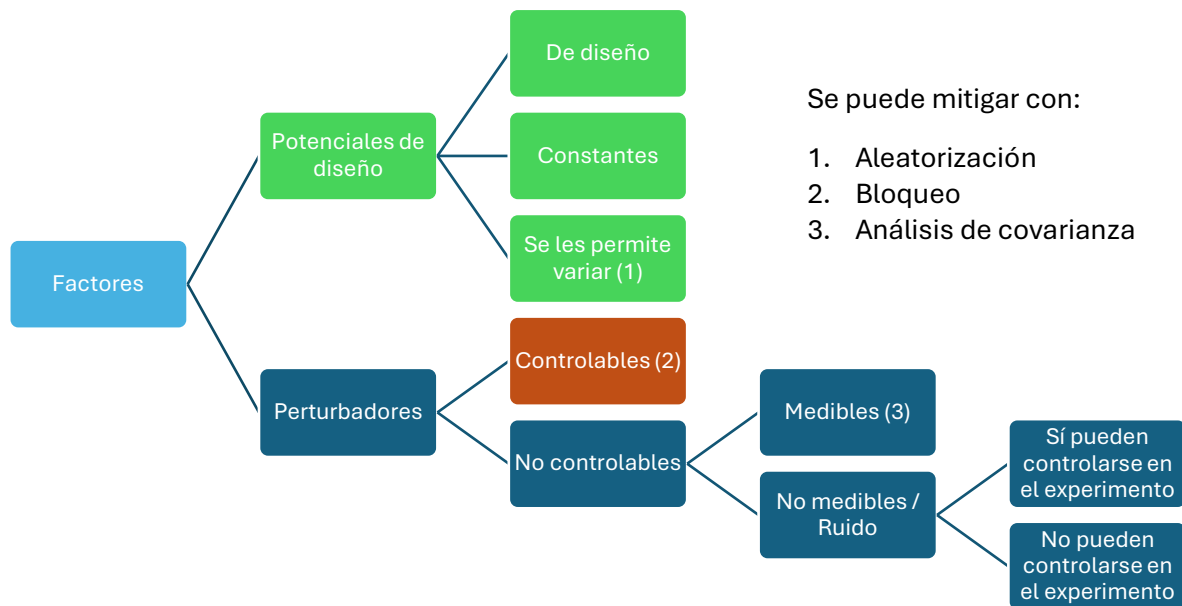 Factores
Potenciales de
diseño
De diseño
Constantes
Se les permite
variar (1)
Perturbadores
Controlables (2)
No controlables
Medibles (3)
No medibles /
Ruido
Sí pueden
controlarse en
el experimento
No pueden
controlarse en
el experimento
Se puede mitigar con:
1. Aleatorización
2. Bloqueo
3. Análisis de covarianza